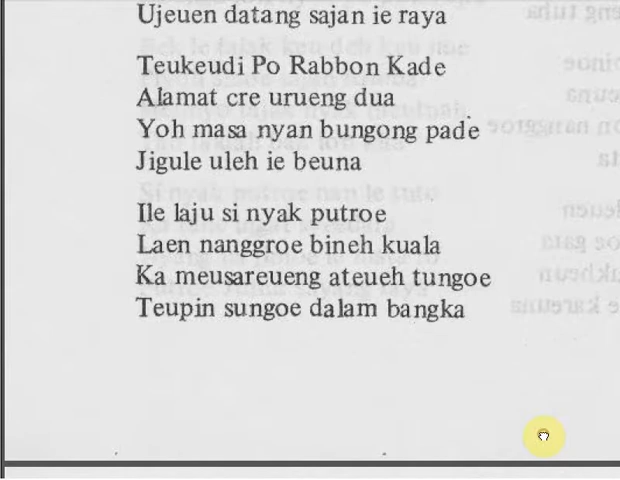 Ujeuen datang sajan ie raya
Teukeudi Po Rabbon Kade
Alamat cre urueng dua
Yoh masa nyan bungong pade
Jigule uleh ie beuna
Ile laju si nyak putroe
Laen nanggroe bineh kuala
Ka meusareueng ateueh tungoe
Teupin sungoe dalam bangka